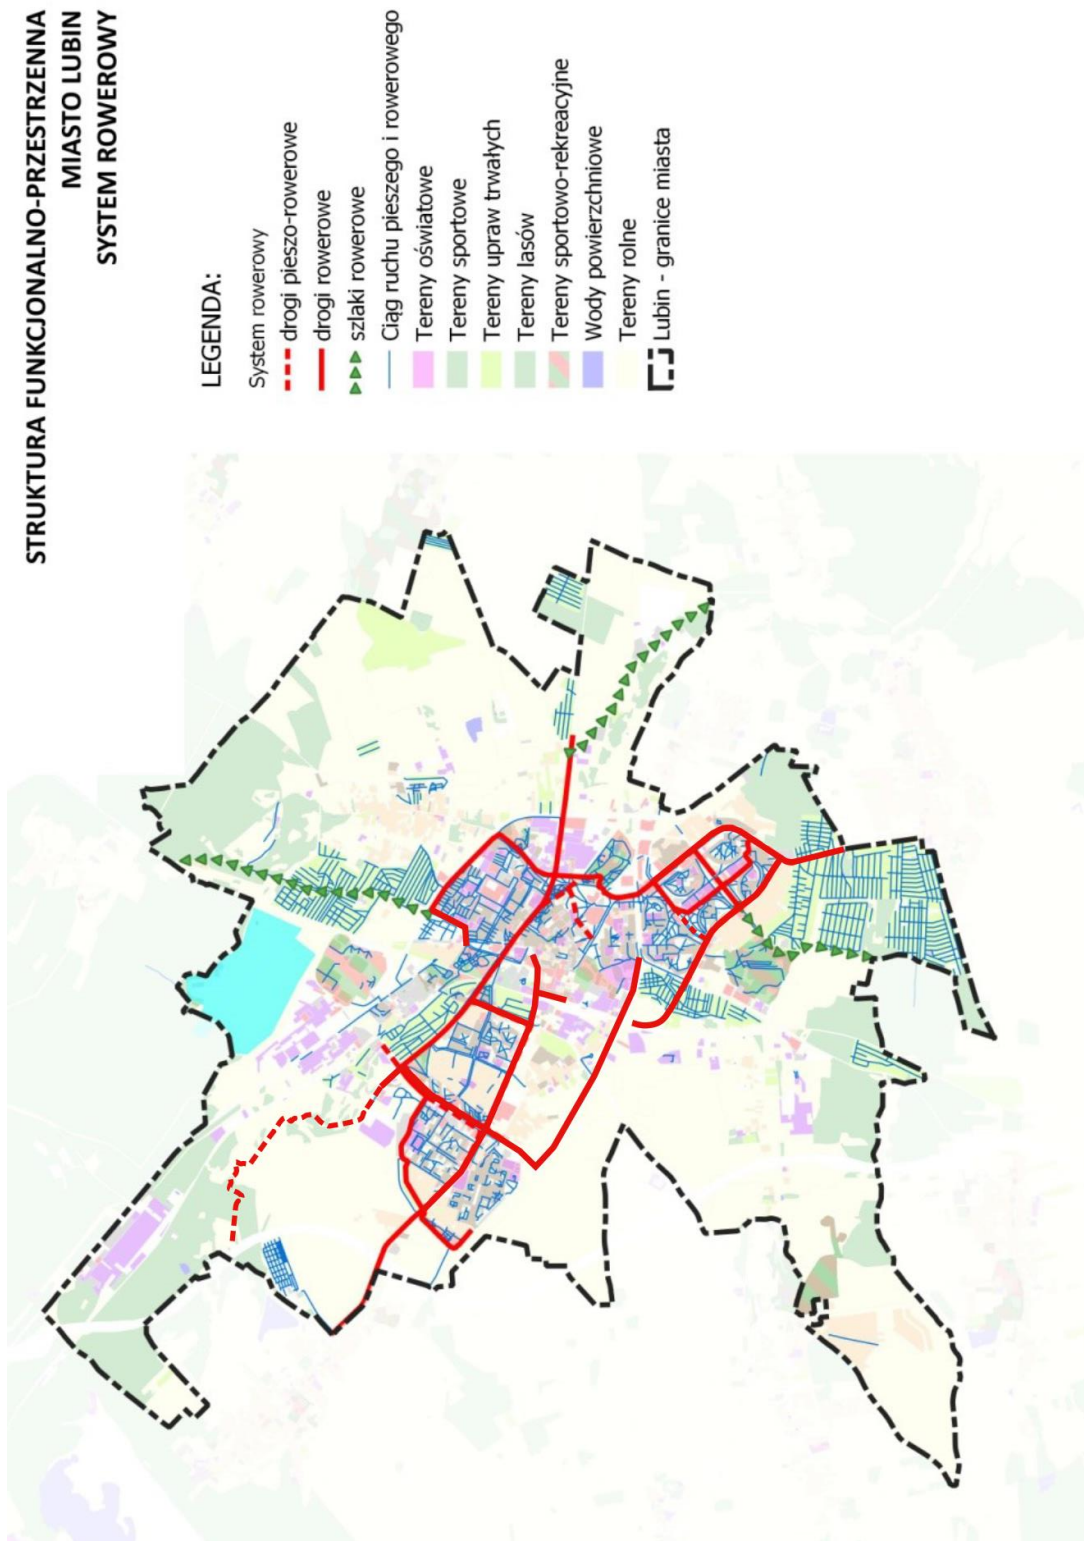 STRUKTURA FUNKCJONALNO-PRZESTRZENNA
MIASTO LUBIN
SYSTEM ROWEROWY
LEGENDA:
System rowerowy
drogi pieszo-rowerowe
drogi rowerowe
szlaki rowerowe
Ciąg ruchu pieszego i rowerowego
Tereny oświatowe
Tereny sportowe
Tereny upraw trwałych
Tereny lasów
Tereny sportowo-rekreacyjne
Wody powierzchniowe
Tereny rolne
Lubin - granice miasta